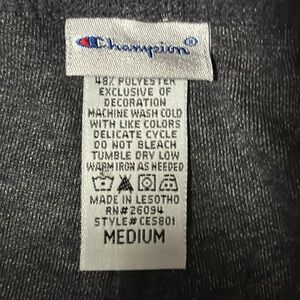 Champion®
48% POLYESTER
EXCLUSIVE OF
DECORATION
MACHINE WASH COLD
WITH LIKE COLORS
DELICATE CYCLE
DO NOT BLEACH
TUMBLE DRY LOW
WARM IRON AS NEEDED
MADE IN LESOTHO
RN#26094
STYLE#CES801
MEDIUM